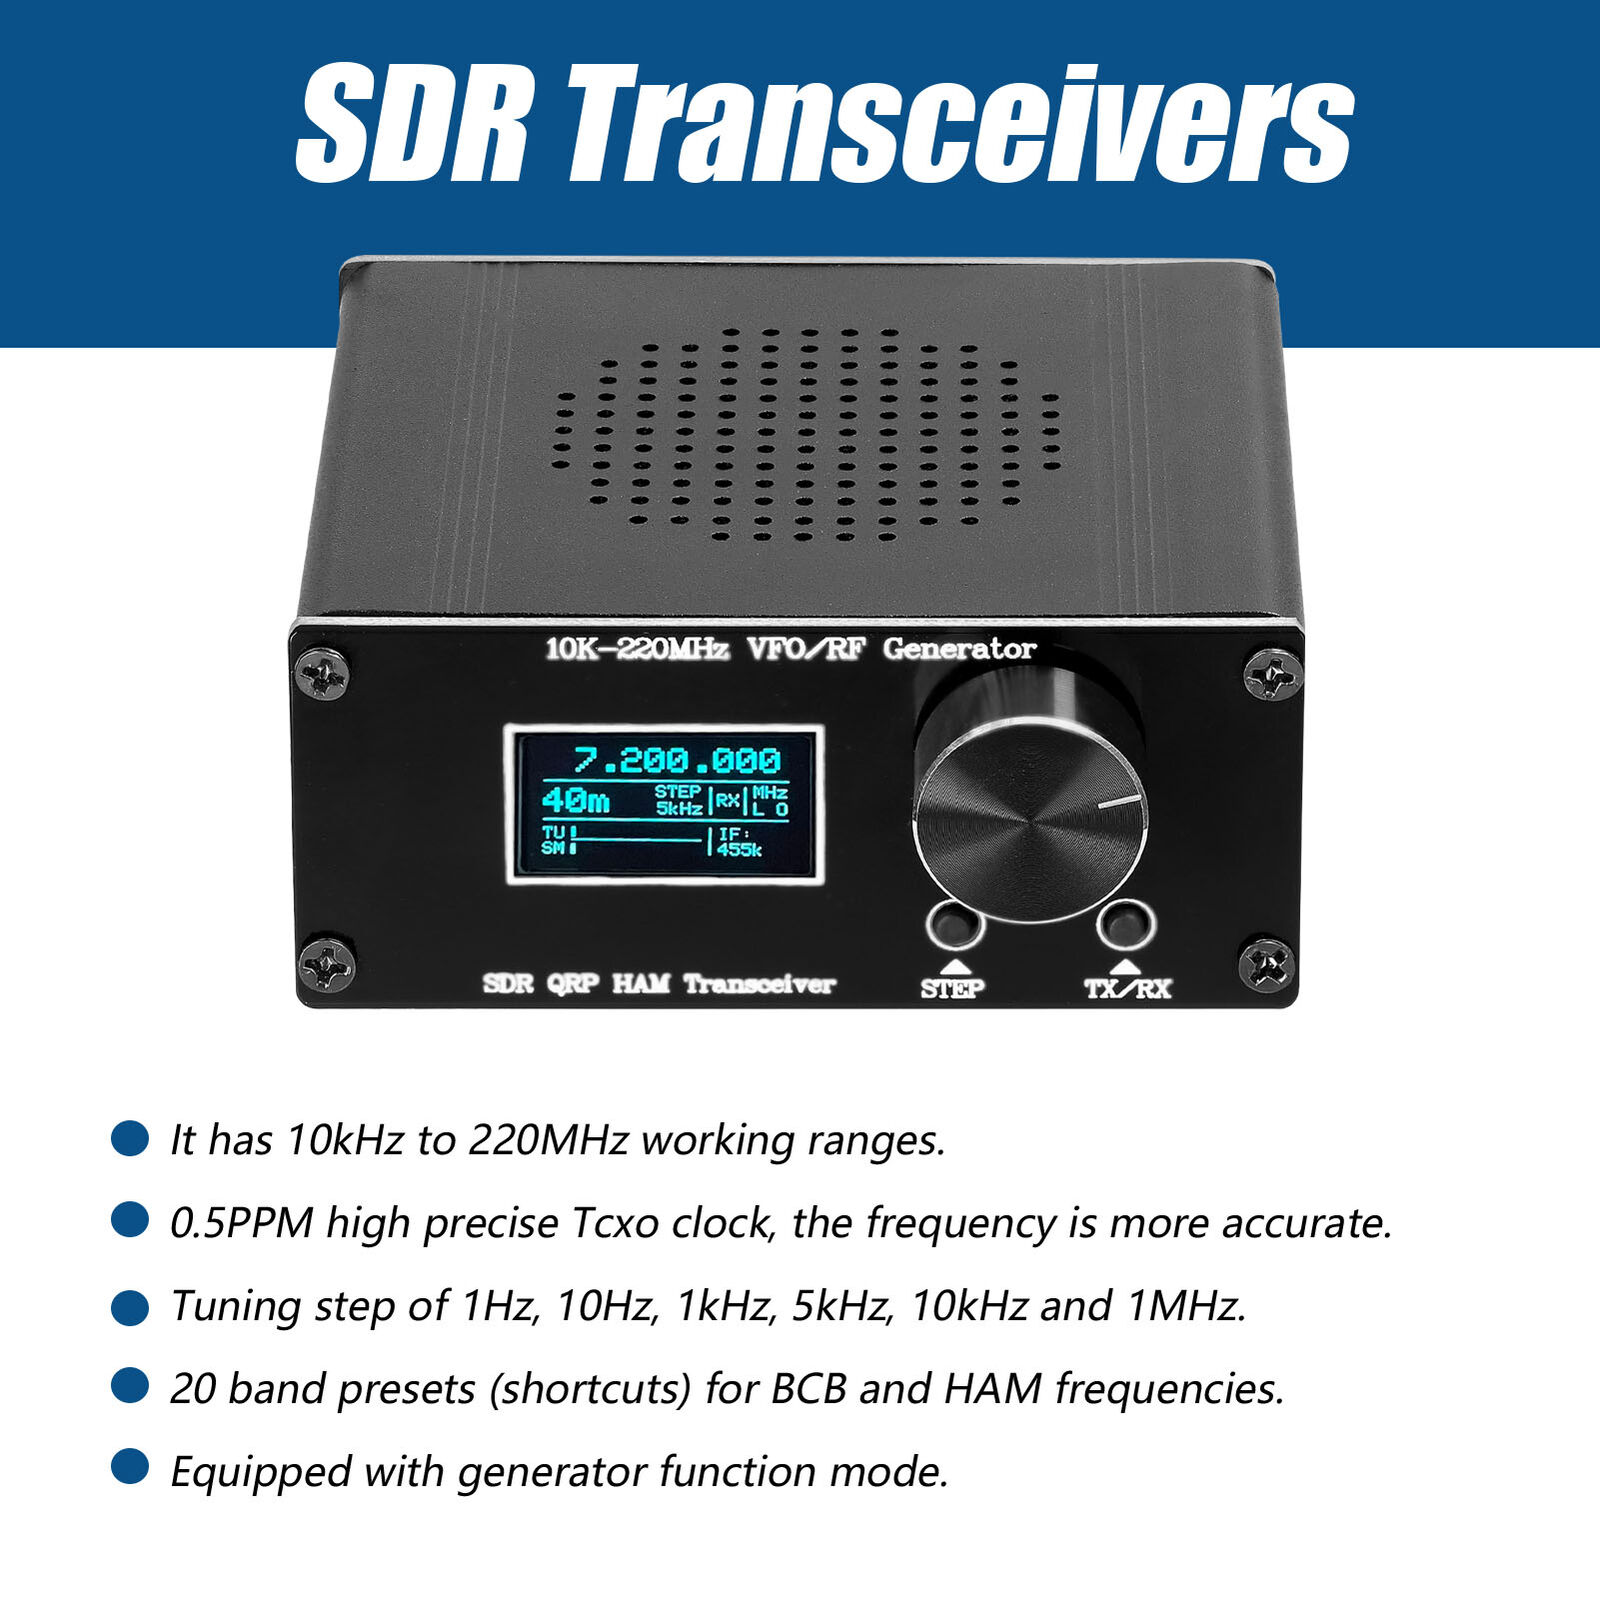 SDR Transceivers
10K-220MHz VFO/RF Generator
7.200.000
40m STEP 5kHz RX MHz L O
TU IF:
SM 455k
SDR QRP HAM Transceiver
STEP TX/RX
It has 10kHz to 220MHz working ranges.
0.5PPM high precise Tcxo clock, the frequency is more accurate.
Tuning step of 1Hz, 10Hz, 1kHz, 5kHz, 10kHz and 1MHz.
20 band presets (shortcuts) for BCB and HAM frequencies.
Equipped with generator function mode.